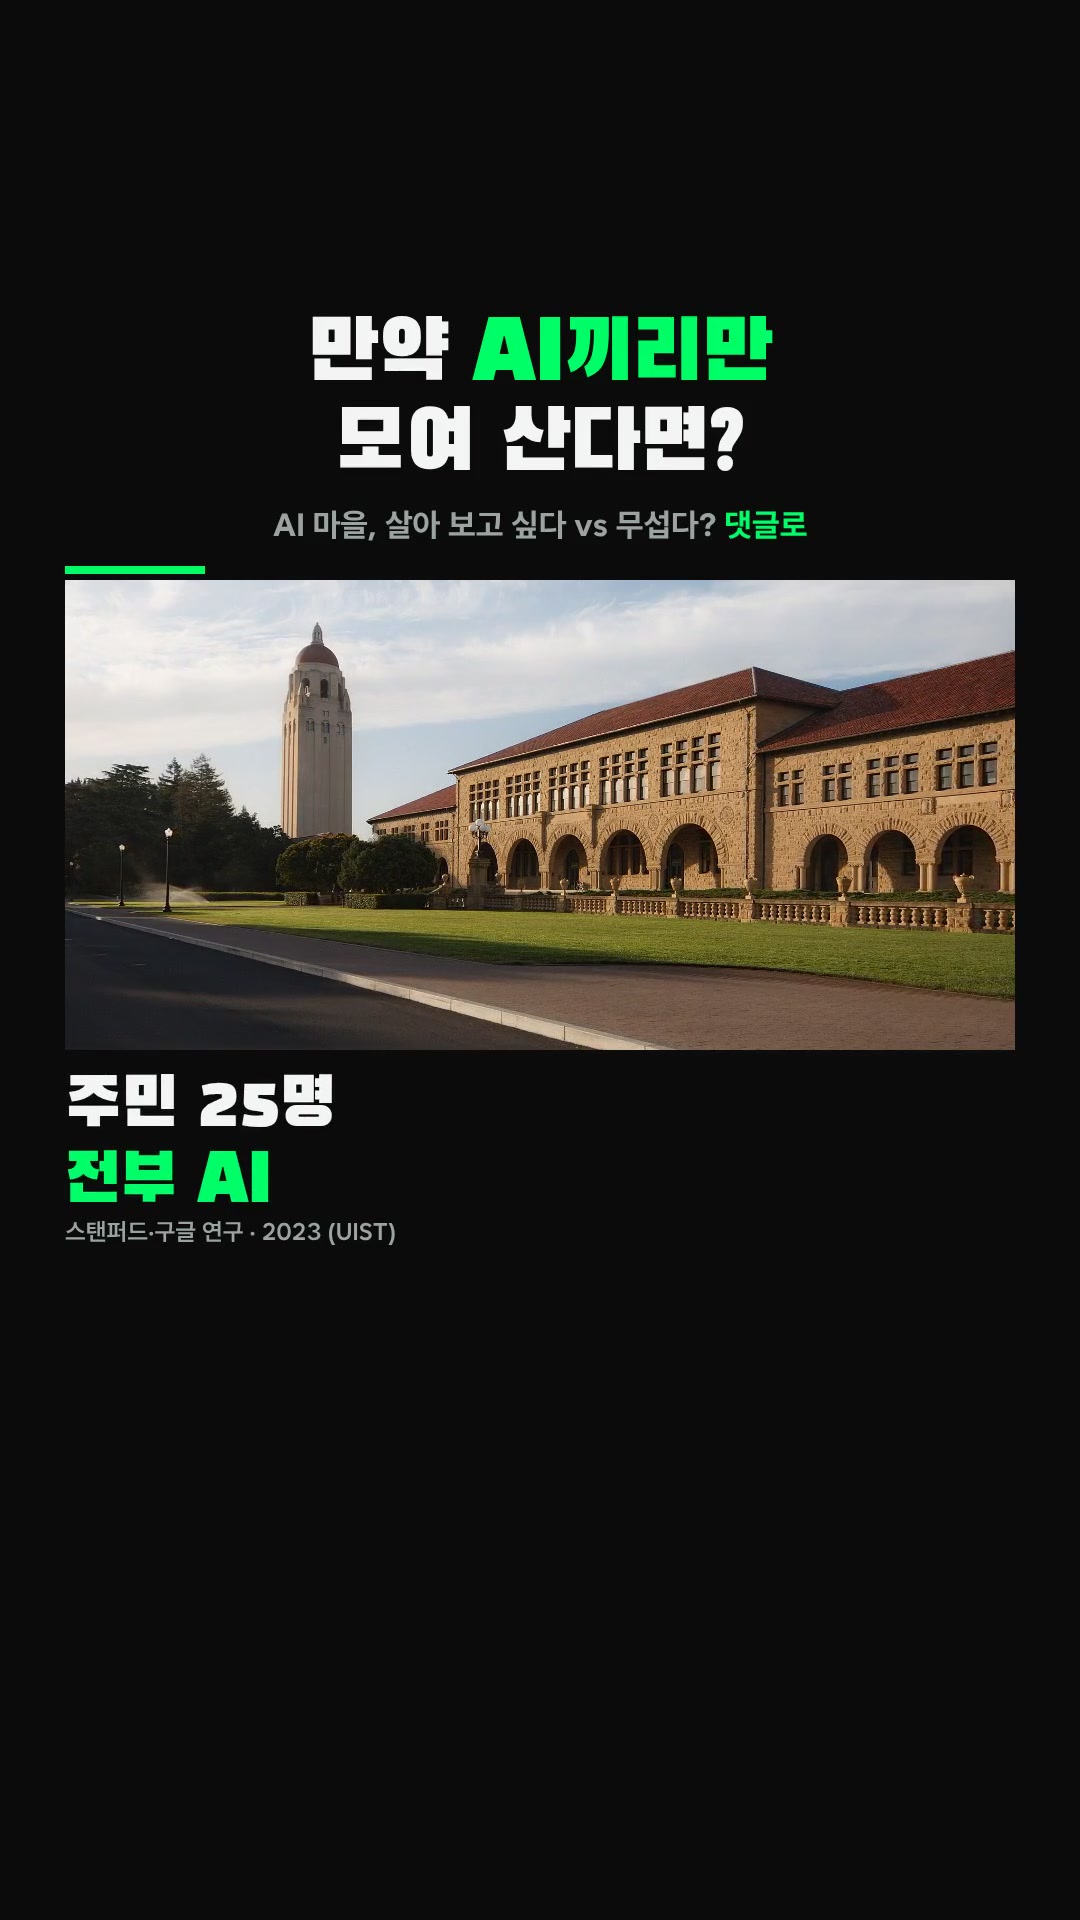 만약 AI끼리만
모여 산다면?
AI 마을, 살아 보고 싶다 vs 무섭다? 댓글로
주민 25명
전부 AI
스탠퍼드·구글 연구 · 2023 (UIST)